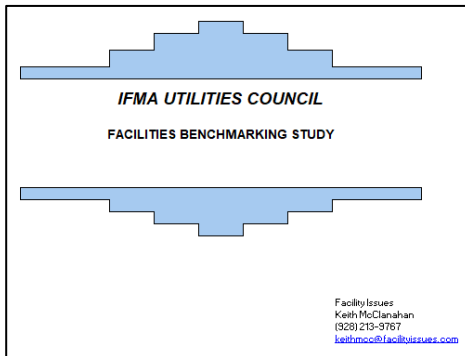 IFMA UTILITIES COUNCIL
FACILITIES BENCHMARKING STUDY
Facility Issues
Keith McClanahan
(928) 213-9767
keithmcc@facilityissues.com